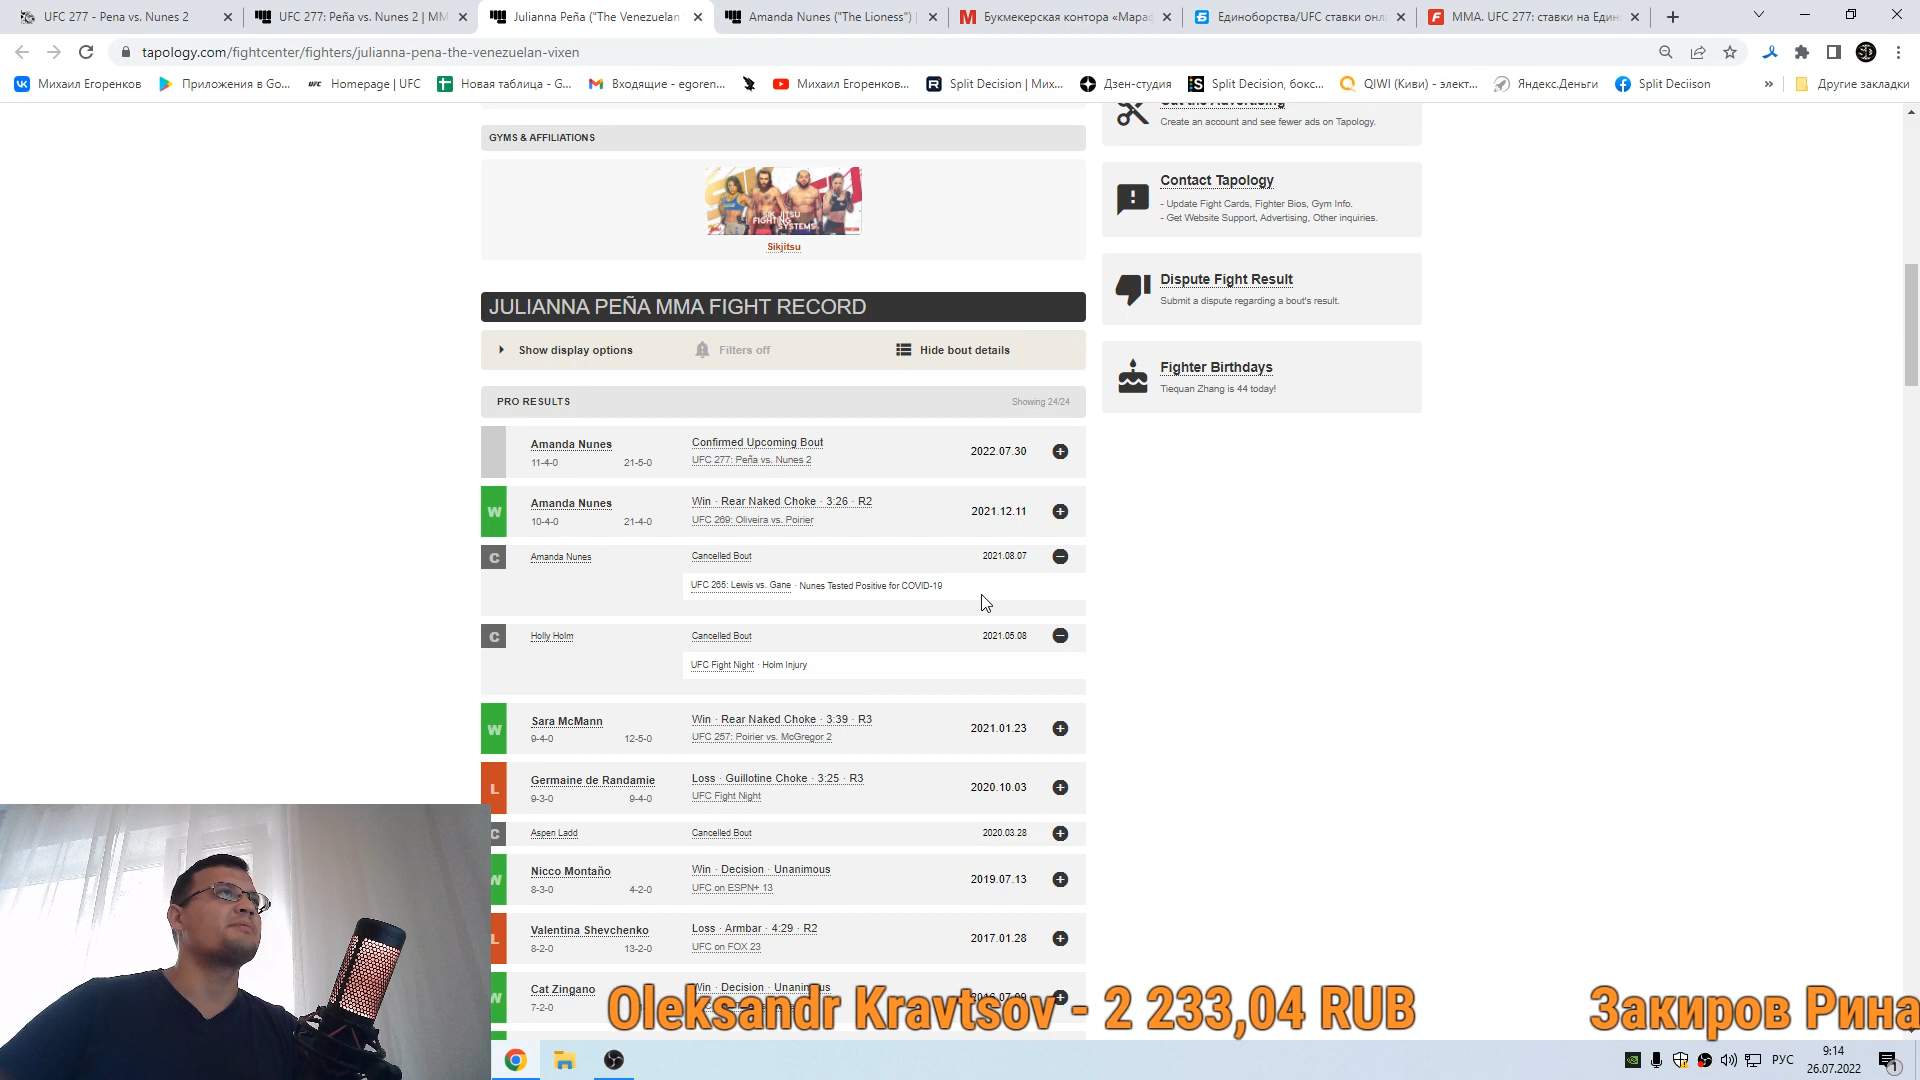 UFC 277 - Pena vs. Nunes 2
UFC 277: Peña vs. Nunes 2 | MM
Julianna Peña ("The Venezuelan
Amanda Nunes ("The Lioness") |
Букмекерская контора «Мараф
Единоборства/UFC ставки онла
ММА. UFC 277: ставки на Един
tapology.com/fightcenter/fighters/julianna-pena-the-venezuelan-vixen
Михаил Егоренков
Приложения в Go...
Homepage | UFC
Новая таблица - G...
Входящие - egoren...
Михаил Егоренков...
Split Decision | Мих...
Дзен-студия
Split Decision, бокс...
QIWI (Киви) - элект...
Яндекс.Деньги
Split Deciison
»
Другие закладки
GYMS & AFFILIATIONS
SIKJITSU
FIGHTING
SYSTEMS
Sikjitsu
JULIANNA PEÑA MMA FIGHT RECORD
Show display options
Filters off
Hide bout details
PRO RESULTS
Showing 24/24
Amanda Nunes
11-4-0 21-5-0
Confirmed Upcoming Bout
UFC 277: Peña vs. Nunes 2
2022.07.30
W
Amanda Nunes
10-4-0 21-4-0
Win · Rear Naked Choke · 3:26 · R2
UFC 269: Oliveira vs. Poirier
2021.12.11
C
Amanda Nunes
Cancelled Bout
2021.08.07
UFC 265: Lewis vs. Gane · Nunes Tested Positive for COVID-19
C
Holly Holm
Cancelled Bout
2021.05.08
UFC Fight Night · Holm Injury
W
Sara McMann
9-4-0 12-5-0
Win · Rear Naked Choke · 3:39 · R3
UFC 257: Poirier vs. McGregor 2
2021.01.23
L
Germaine de Randamie
9-3-0 9-4-0
Loss · Guillotine Choke · 3:25 · R3
UFC Fight Night
2020.10.03
C
Aspen Ladd
Cancelled Bout
2020.03.28
W
Nicco Montaño
8-3-0 4-2-0
Win · Decision · Unanimous
UFC on ESPN+ 13
2019.07.13
L
Valentina Shevchenko
8-2-0 13-2-0
Loss · Armbar · 4:29 · R2
UFC on FOX 23
2017.01.28
W
Cat Zingano
7-2-0
Win · Decision · Unanimous
2016.07.09
Create an account and see fewer ads on Tapology.
Contact Tapology
- Update Fight Cards, Fighter Bios, Gym Info.
- Get Website Support, Advertising, Other inquiries.
Dispute Fight Result
Submit a dispute regarding a bout's result.
Fighter Birthdays
Tiequan Zhang is 44 today!
Oleksandr Kravtsov - 2 233,04 RUB
Закиров Рина
РУС
9:14
26.07.2022
1